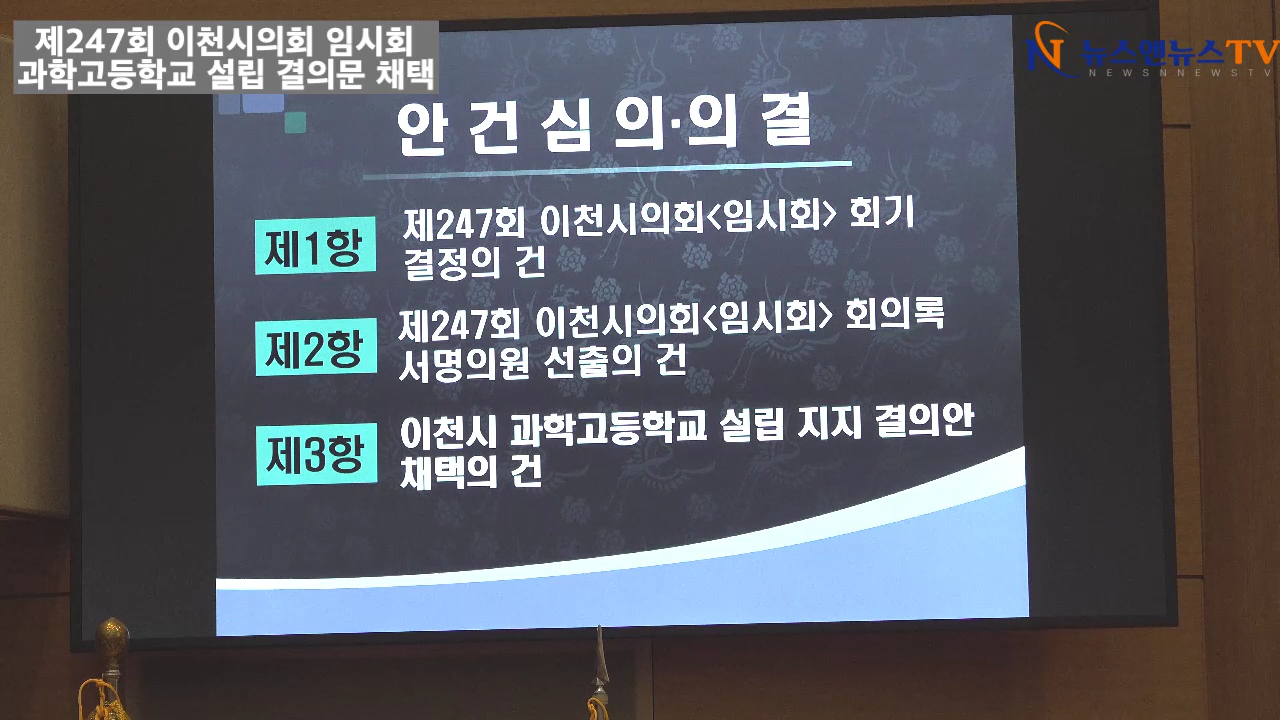 제247회 이천시의회 임시회
과학고등학교 설립 결의문 채택
뉴스앤뉴스TV
NEWSNNEWSTV
안건심의·의결
제1항
제247회 이천시의회<임시회> 회기
결정의 건
제2항
제247회 이천시의회<임시회> 회의록
서명의원 선출의 건
제3항
이천시 과학고등학교 설립 지지 결의안
채택의 건